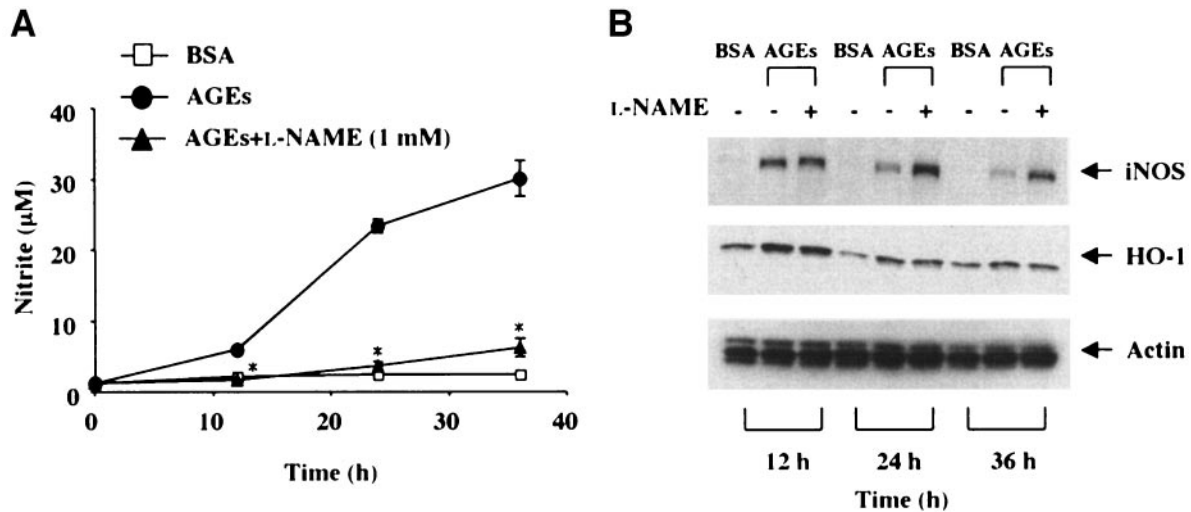 A
BSA
AGEs
AGEs+L-NAME (1 mM)
Nitrite (µM)
40
30
20
10
0
*
*
*
0 10 20 30 40
Time (h)
B
BSA AGEs BSA AGEs BSA AGEs
L-NAME - - + - - + - - +
iNOS
HO-1
Actin
12 h 24 h 36 h
Time (h)